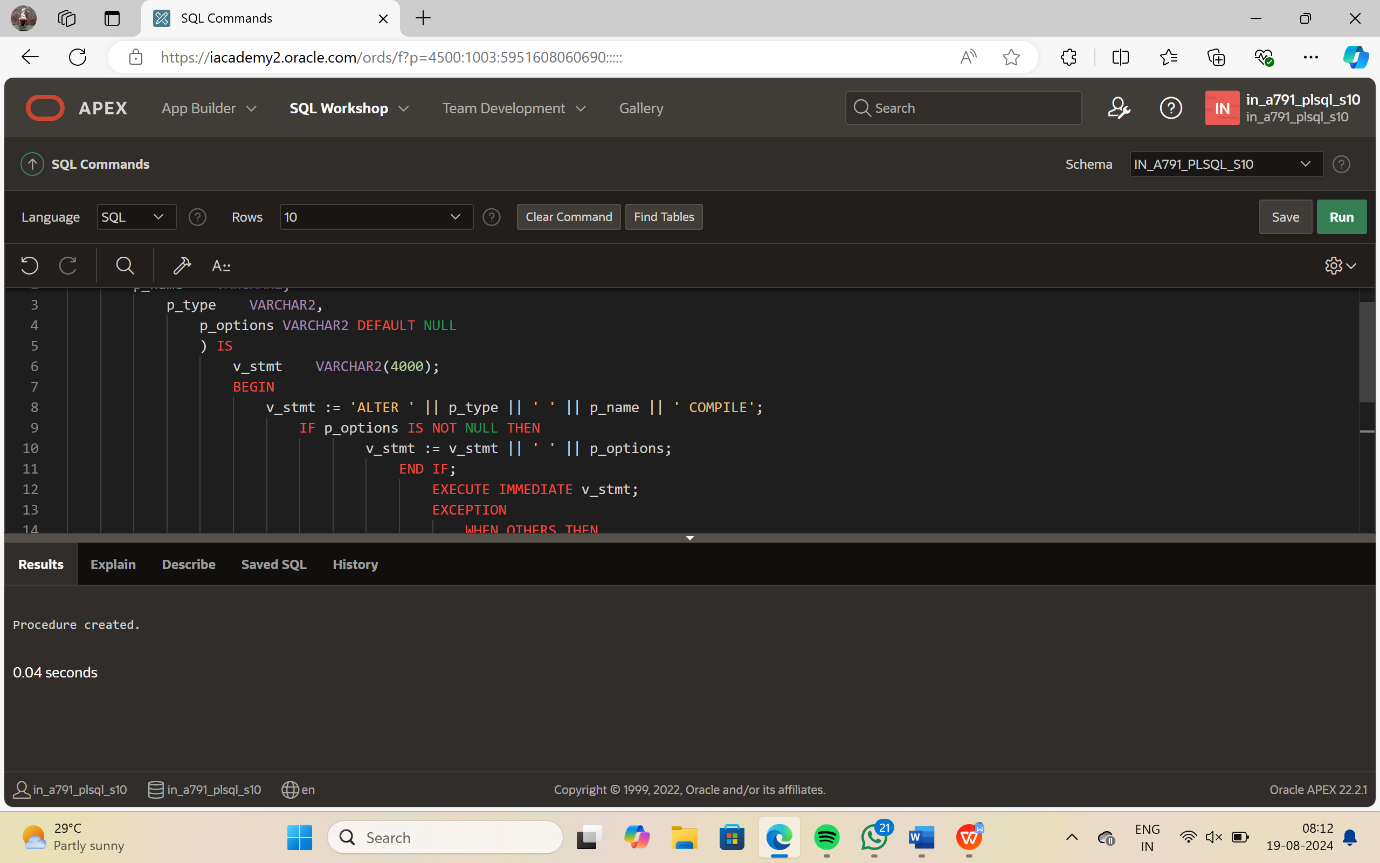 SQL Commands
https://iacademy2.oracle.com/ords/f?p=4500:1003:5951608060690:::::
APEX App Builder SQL Workshop Team Development Gallery Search IN in_a791_plsql_s10
in_a791_plsql_s10
SQL Commands Schema IN_A791_PLSQL_S10
Language SQL Rows 10 Clear Command Find Tables Save Run
3 p_type VARCHAR2,
4 p_options VARCHAR2 DEFAULT NULL
5 ) IS
6 v_stmt VARCHAR2(4000);
7 BEGIN
8 v_stmt := 'ALTER ' || p_type || ' ' || p_name || ' COMPILE';
9 IF p_options IS NOT NULL THEN
10 v_stmt := v_stmt || ' ' || p_options;
11 END IF;
12 EXECUTE IMMEDIATE v_stmt;
13 EXCEPTION
14 WHEN OTHERS THEN
Results Explain Describe Saved SQL History
Procedure created.
0.04 seconds
in_a791_plsql_s10 in_a791_plsql_s10 en Copyright © 1999, 2022, Oracle and/or its affiliates. Oracle APEX 22.2.1
29°C
Partly sunny
Search
21
ENG
IN
08:12
19-08-2024